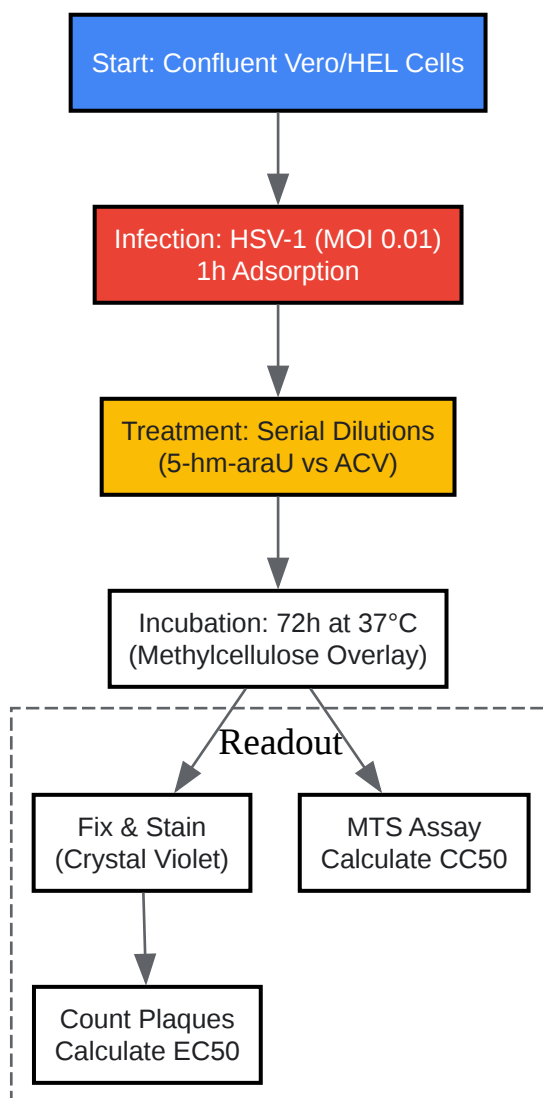 Start: Confluent Vero/HEL Cells
Infection: HSV-1 (MOI 0.01)
1h Adsorption
Treatment: Serial Dilutions
(5-hm-araU vs ACV)
Incubation: 72h at 37°C
(Methylcellulose Overlay)
Readout
Fix & Stain
(Crystal Violet)
MTS Assay
Calculate CC50
Count Plaques
Calculate EC50